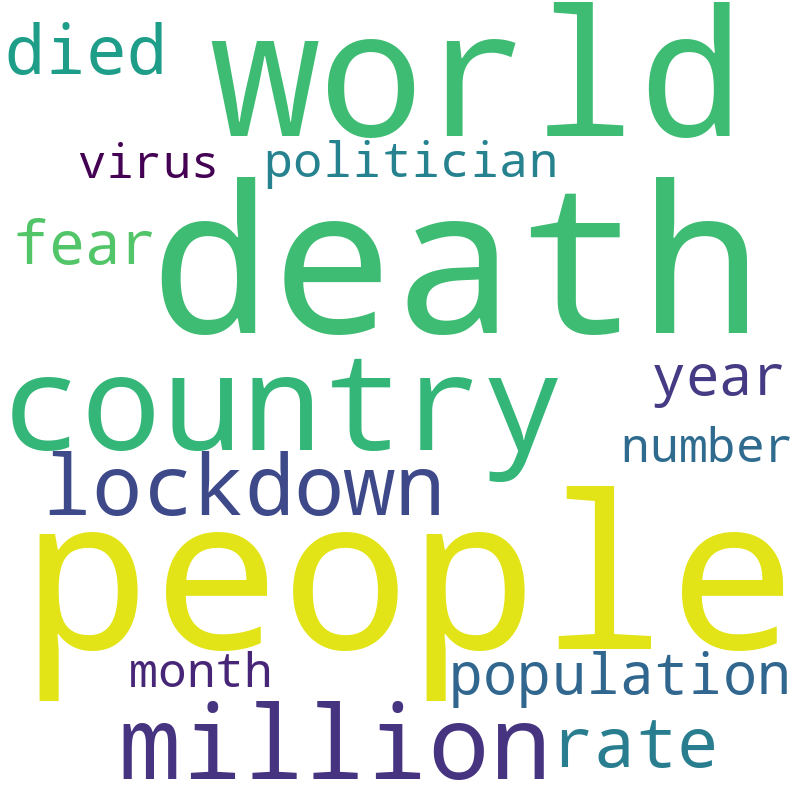 died world
virus politician
fear death
country year
number
lockdown
people
month population
million rate